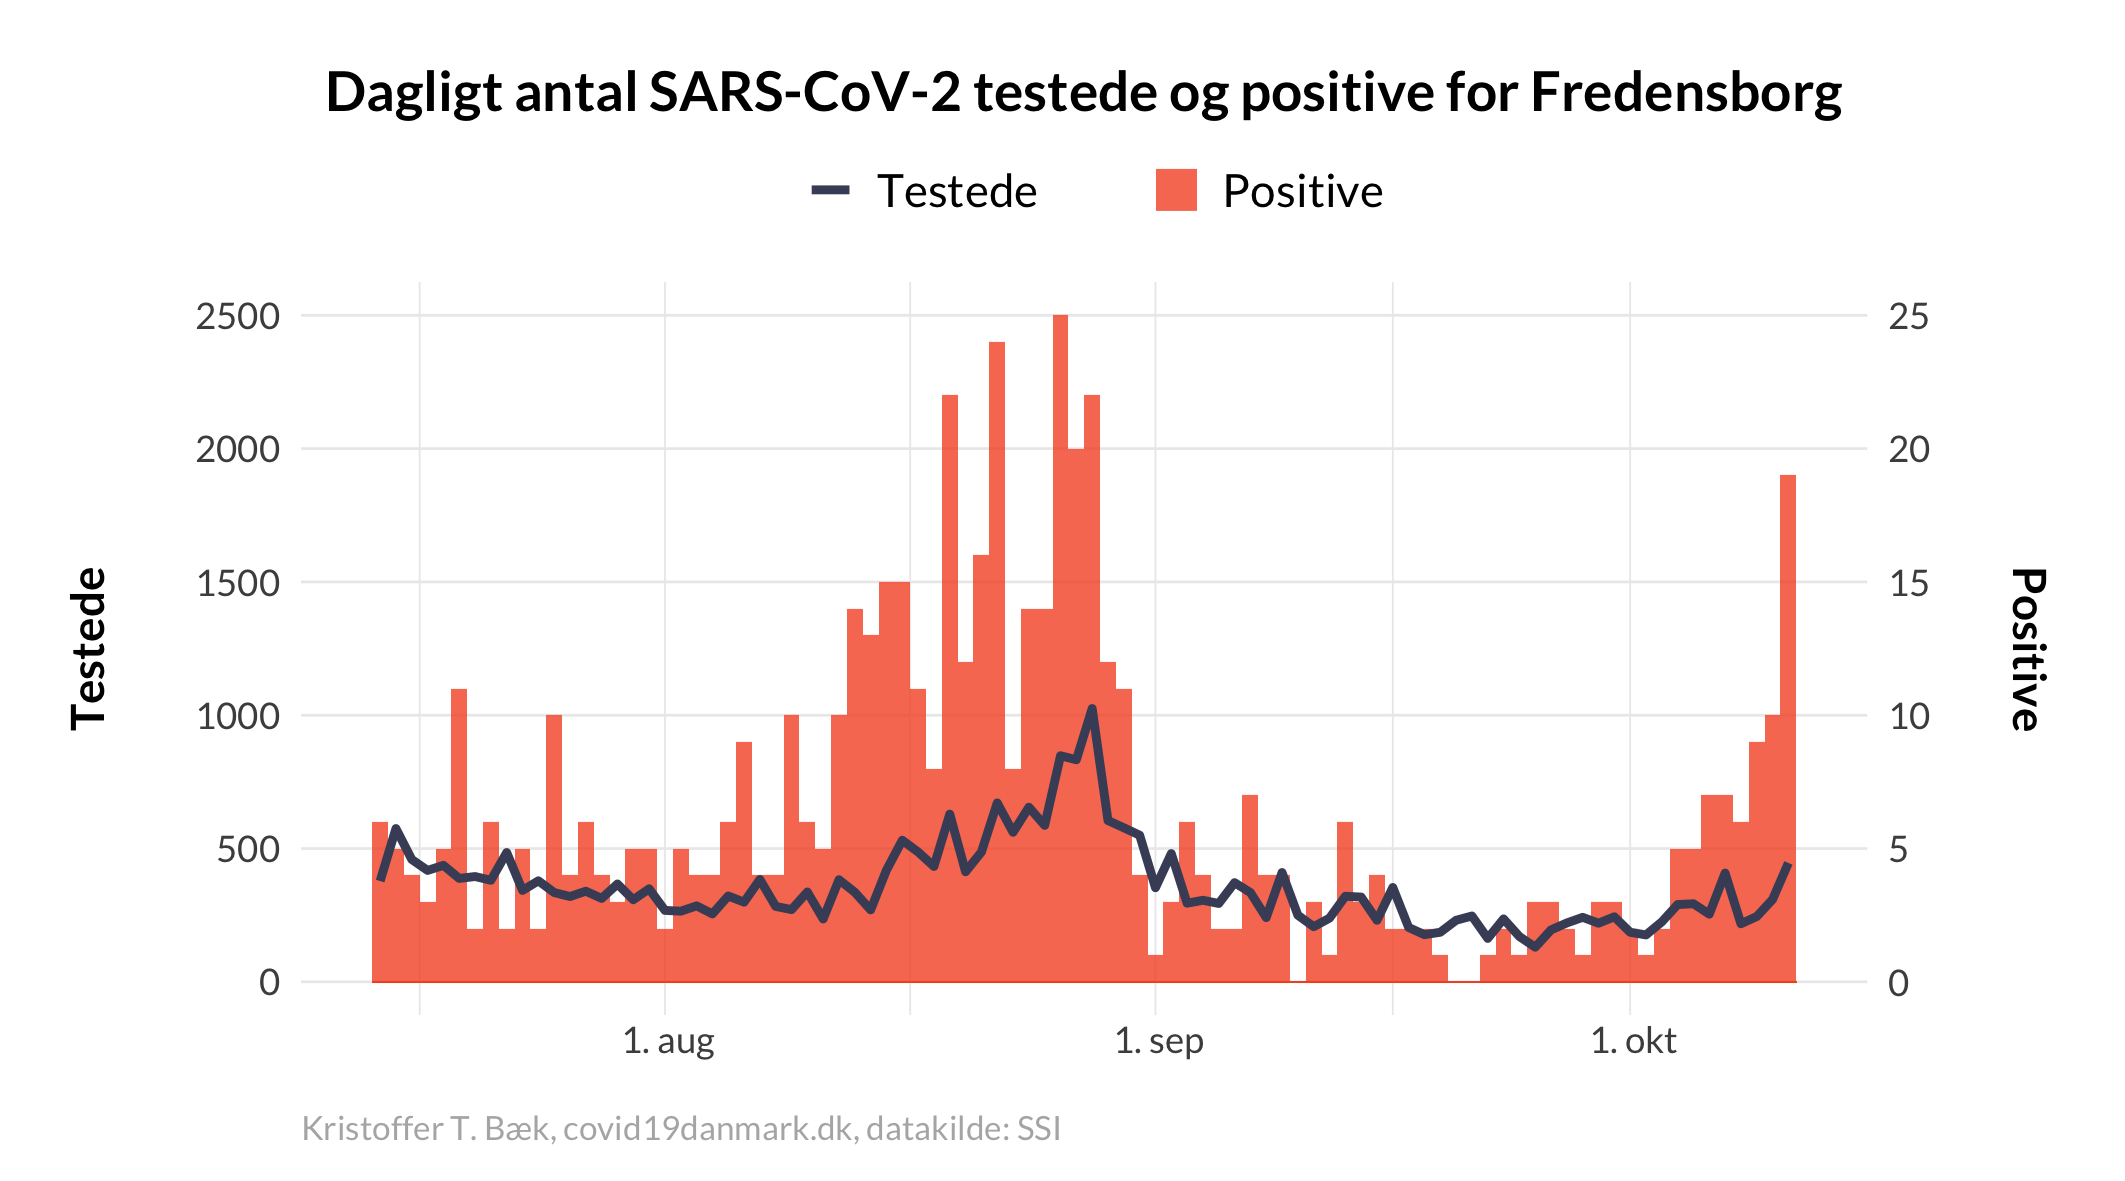 Dagligt antal SARS-CoV-2 testede og positive for Fredensborg
Testede
Positive
2500
2000
1500
1000
500
0
Testede
25
20
15
10
5
0
Positive
1. aug
1. sep
1. okt
Kristoffer T. Bæk, covid19danmark.dk, datakilde: SSI